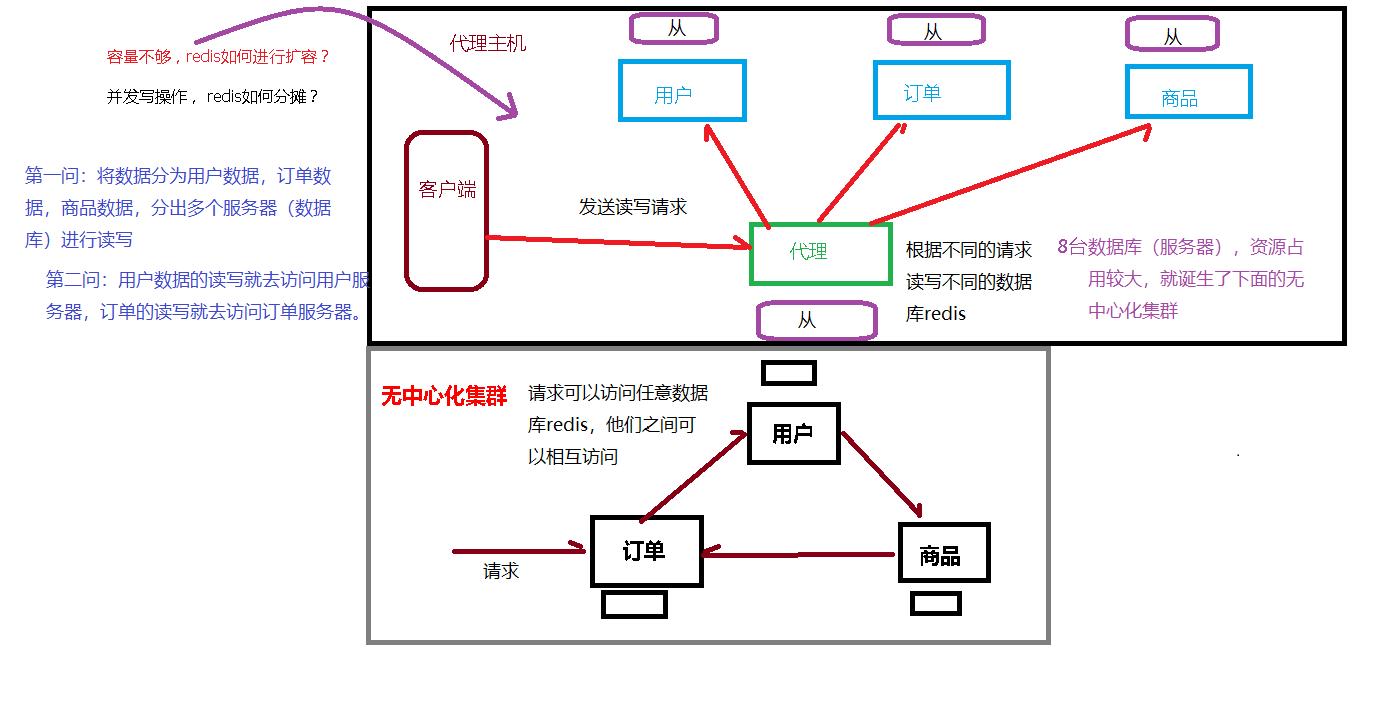 容量不够，redis如何进行扩容？
并发写操作， redis如何分摊？
第一问：将数据分为用户数据，订单数
据，商品数据，分出多个服务器（数据
库）进行读写
第二问：用户数据的读写就去访问用户服
务器，订单的读写就去访问订单服务器。
代理主机
从
从
从
用户
订单
商品
客户端
发送读写请求
代理
根据不同的请求
读写不同的数据
库redis
8台数据库（服务器），资源占
用较大，就诞生了下面的无
中心化集群
从
无中心化集群
请求可以访问任意数据
库redis，他们之间可
以相互访问
用户
订单
商品
请求